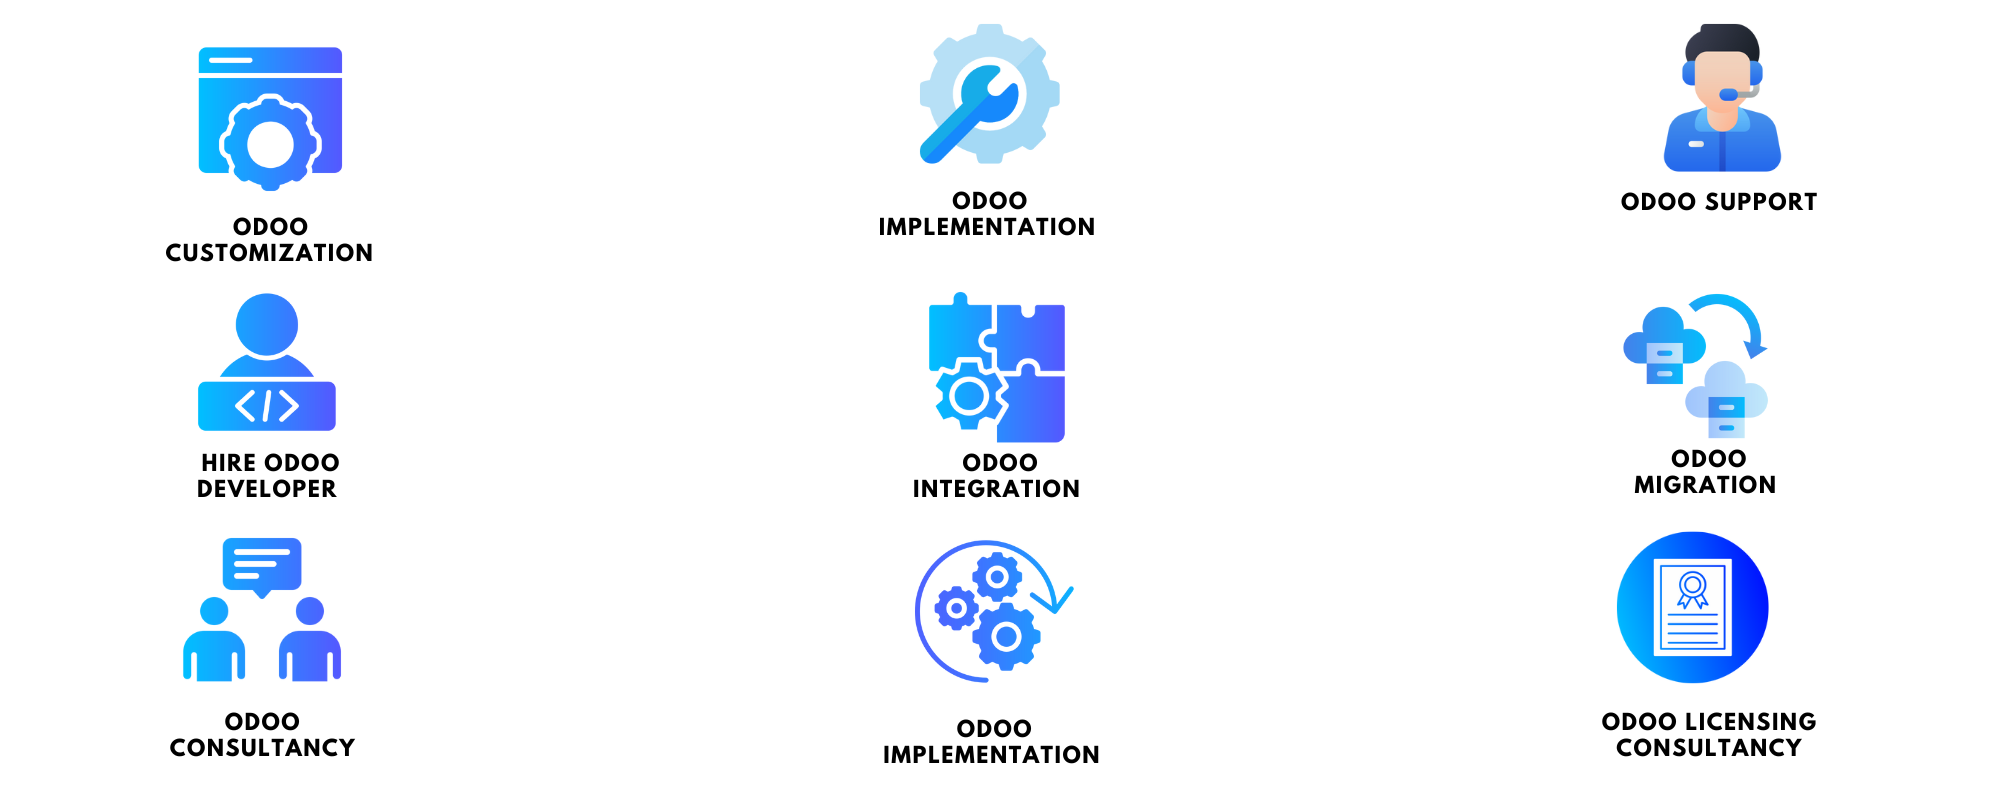 ODOO
CUSTOMIZATION
ODOO
IMPLEMENTATION
ODOO SUPPORT
HIRE ODOO
DEVELOPER
</>
ODOO
INTEGRATION
ODOO
MIGRATION
ODOO
CONSULTANCY
ODOO
IMPLEMENTATION
ODOO LICENSING
CONSULTANCY